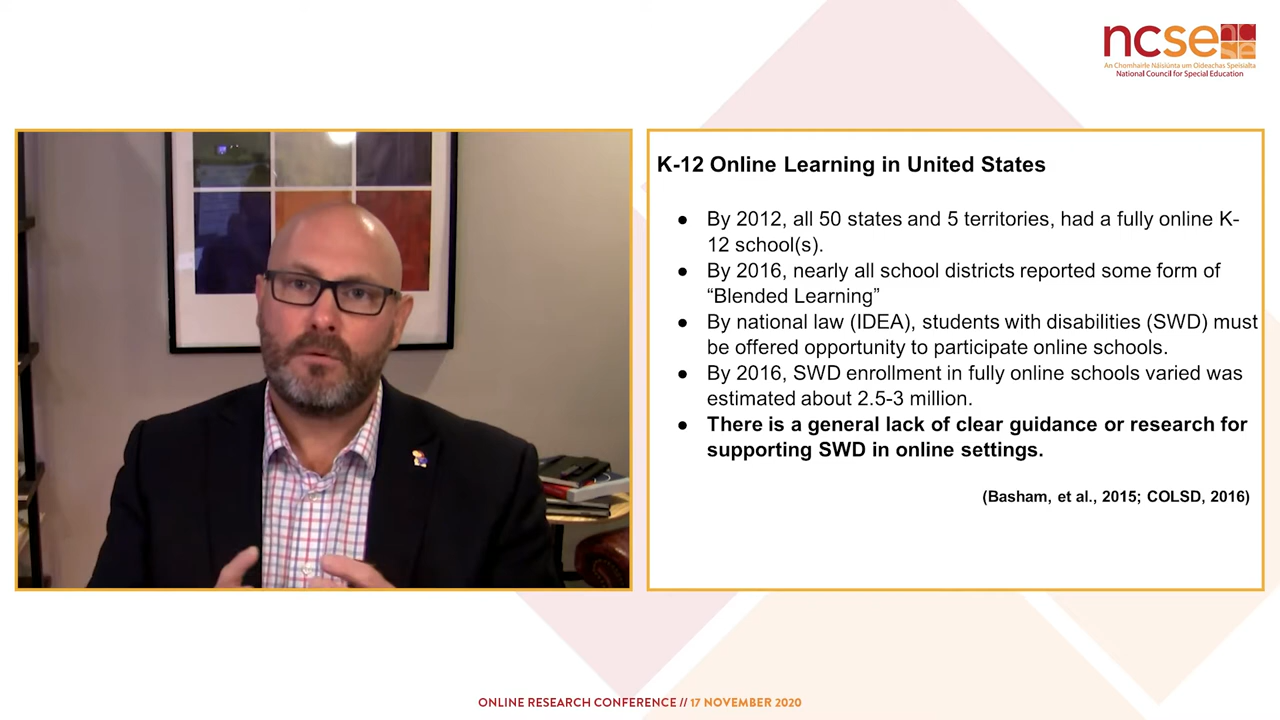 ncse
An Chomhairle Náisiúnta um Oideachas Speisialta
National Council for Special Education
K-12 Online Learning in United States
● By 2012, all 50 states and 5 territories, had a fully online K-
12 school(s).
● By 2016, nearly all school districts reported some form of
“Blended Learning”
● By national law (IDEA), students with disabilities (SWD) must
be offered opportunity to participate online schools.
● By 2016, SWD enrollment in fully online schools varied was
estimated about 2.5-3 million.
● There is a general lack of clear guidance or research for
supporting SWD in online settings.
(Basham, et al., 2015; COLSD, 2016)
ONLINE RESEARCH CONFERENCE // 17 NOVEMBER 2020